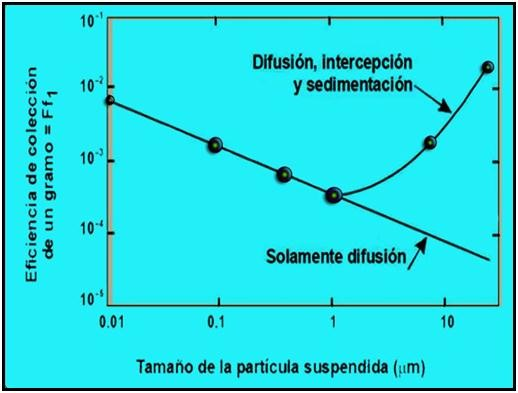 10⁻¹
10⁻²
10⁻³
10⁻⁴
10⁻⁵
Eficiencia de colección
de un gramo = Ff₁
Difusión, intercepción
y sedimentación
Solamente difusión
0.01 0.1 1 10
Tamaño de la partícula suspendida (μm)